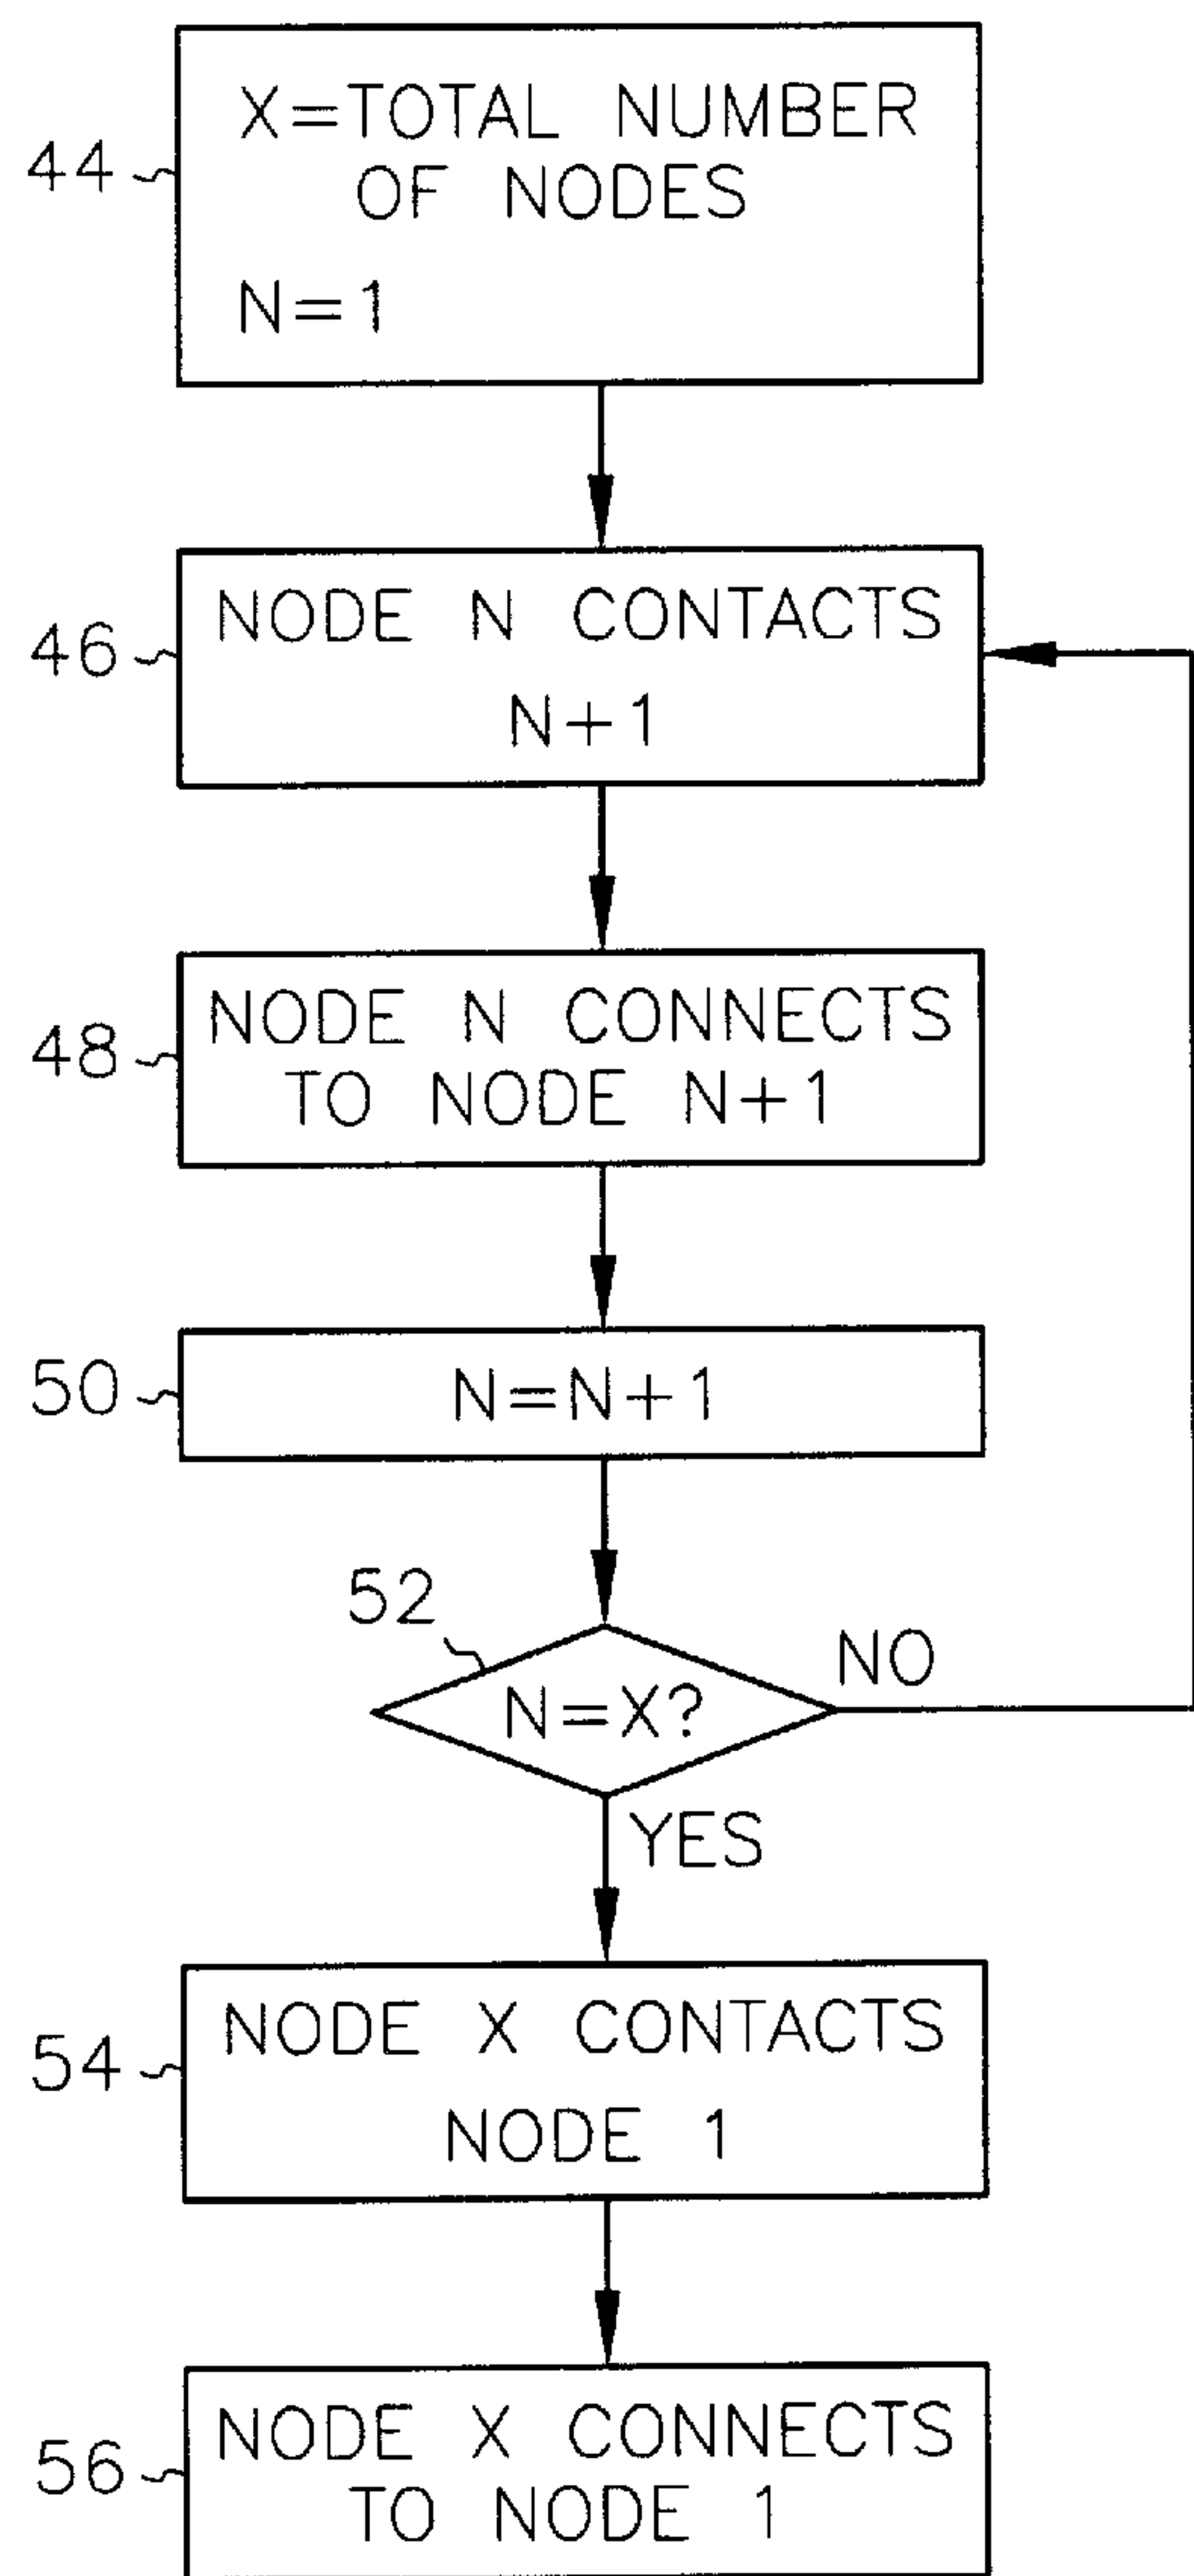 44
X=TOTAL NUMBER
OF NODES
N=1
46
NODE N CONTACTS
N+1
48
NODE N CONNECTS
TO NODE N+1
50
N=N+1
52
N=X?
NO
YES
54
NODE X CONTACTS
NODE 1
56
NODE X CONNECTS
TO NODE 1